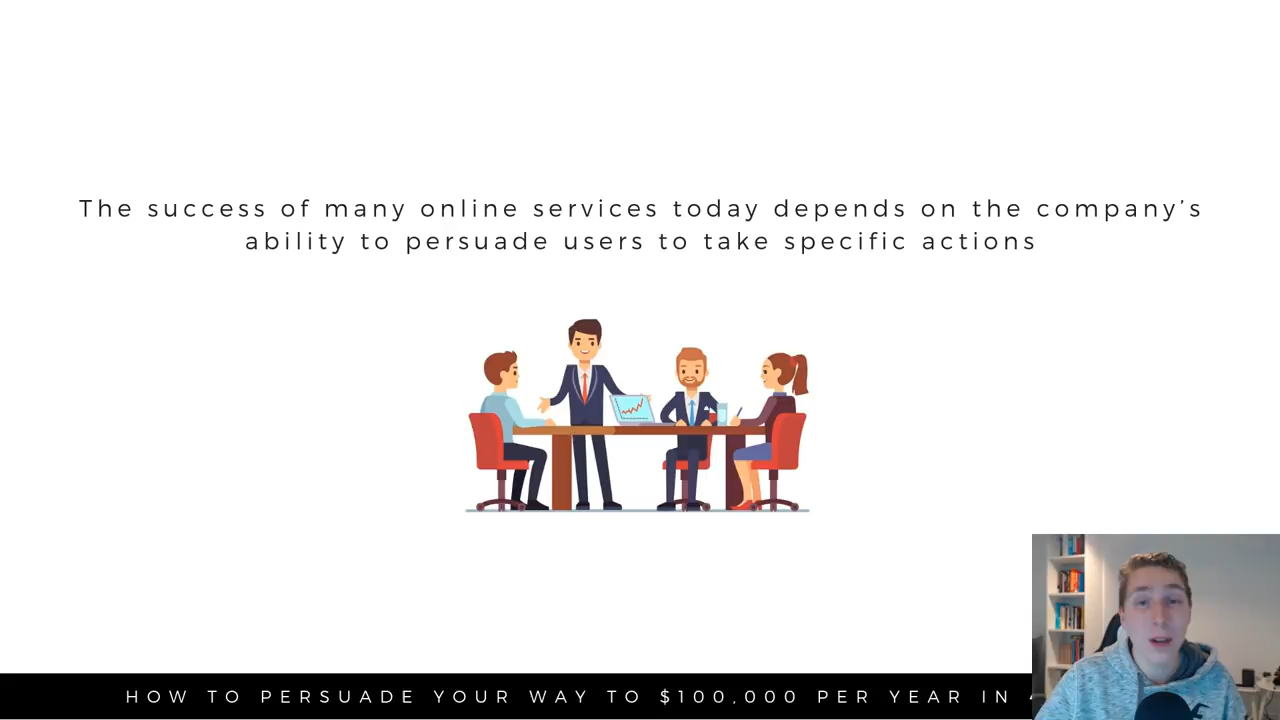 The success of many online services today depends on the company’s
ability to persuade users to take specific actions
HOW TO PERSUADE YOUR WAY TO $100,000 PER YEAR IN